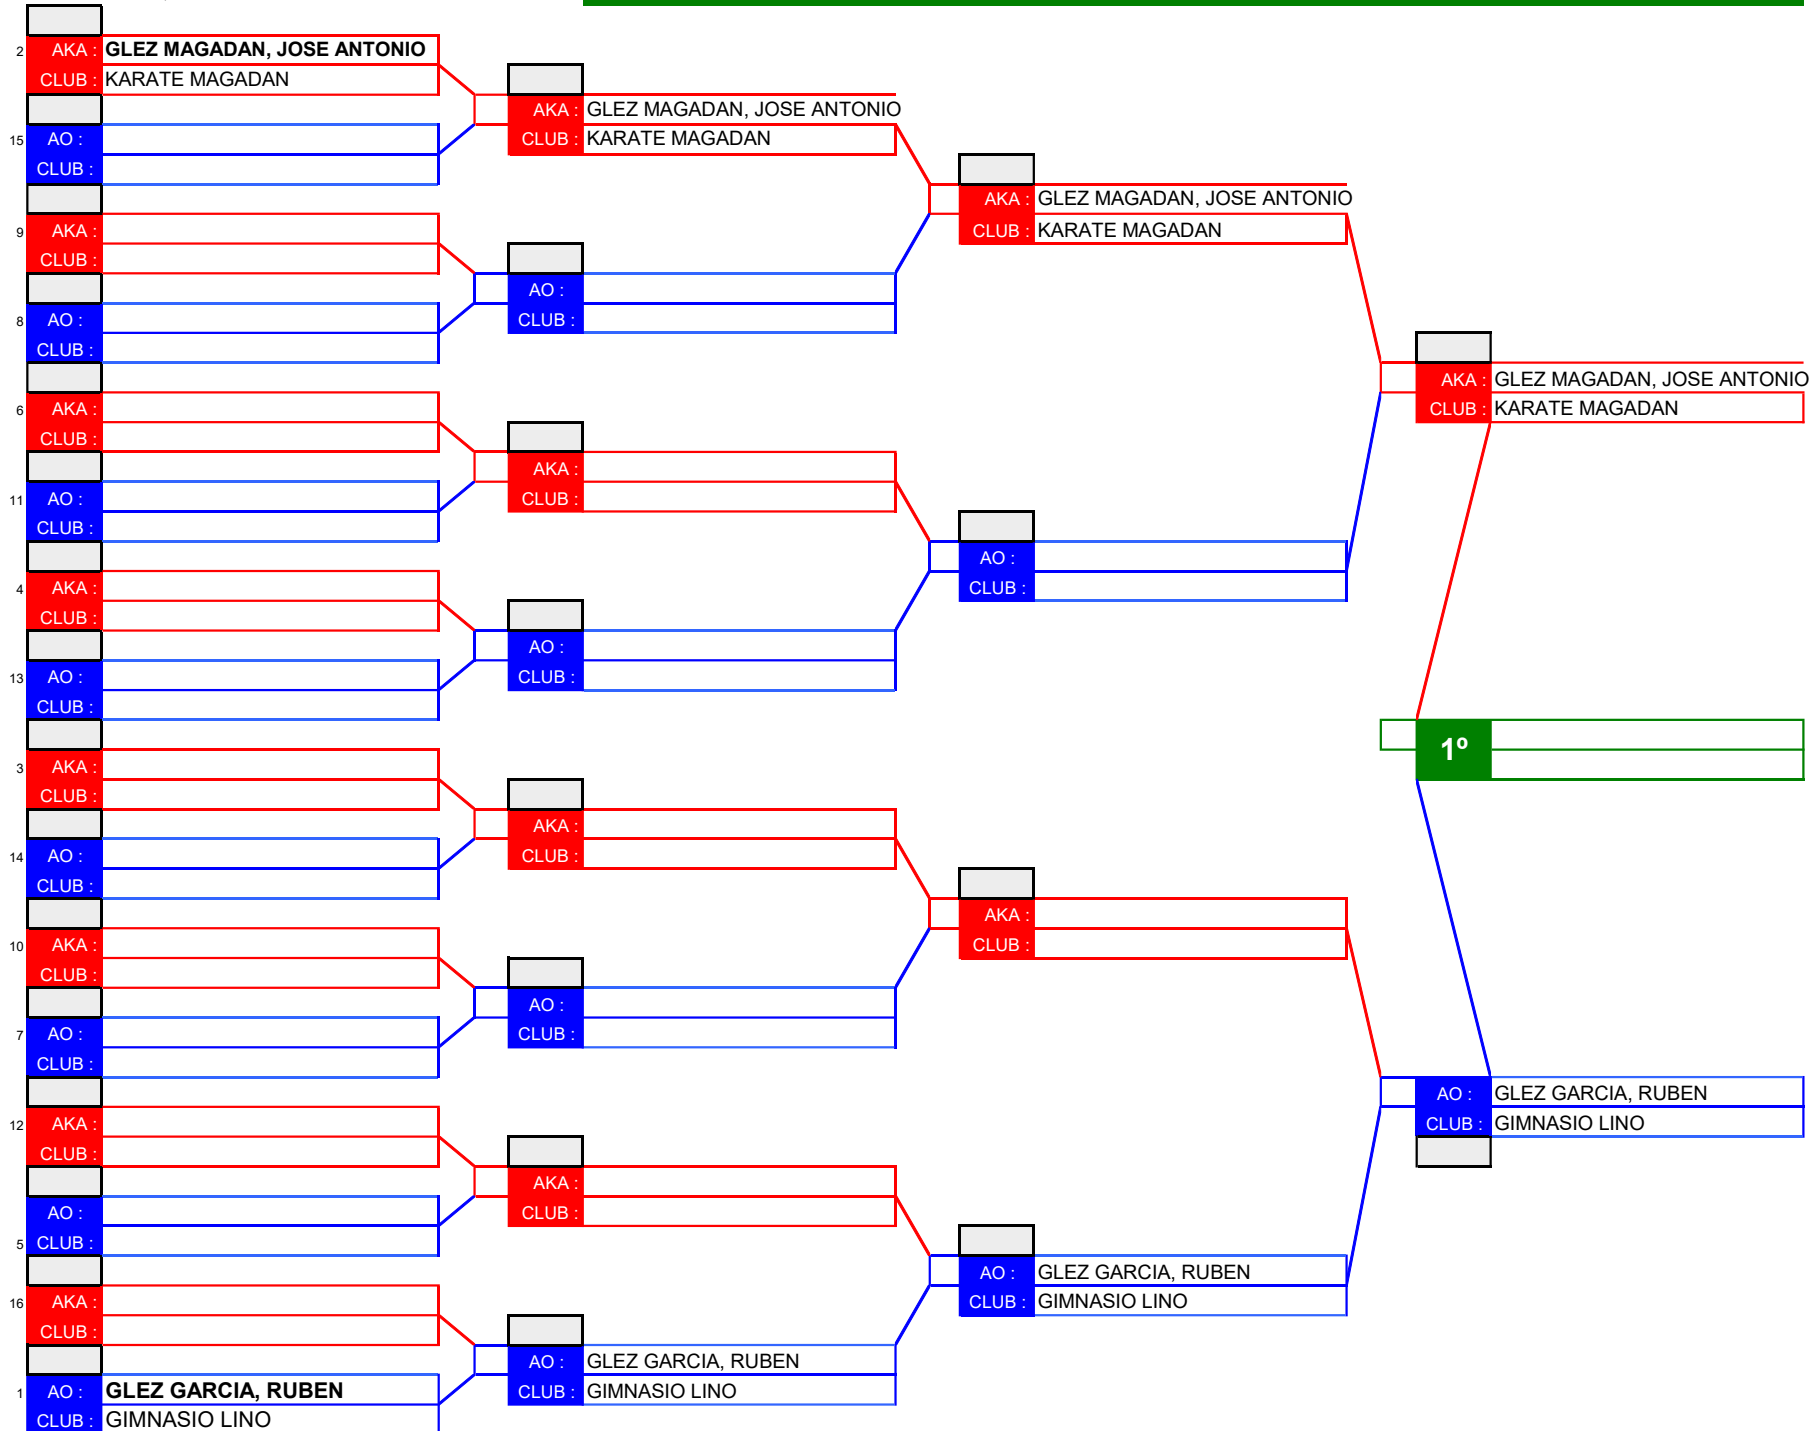 2 AKA : GLEZ MAGADAN, JOSE ANTONIO
CLUB : KARATE MAGADAN
15 AO :
CLUB :
9 AKA :
CLUB :
8 AO :
CLUB :
6 AKA :
CLUB :
11 AO :
CLUB :
4 AKA :
CLUB :
13 AO :
CLUB :
3 AKA :
CLUB :
14 AO :
CLUB :
10 AKA :
CLUB :
7 AO :
CLUB :
12 AKA :
CLUB :
AO :
5 CLUB :
16 AKA :
CLUB :
1 AO : GLEZ GARCIA, RUBEN
CLUB : GIMNASIO LINO
AKA : GLEZ MAGADAN, JOSE ANTONIO
CLUB : KARATE MAGADAN
AO :
CLUB :
AKA :
CLUB :
AO :
CLUB :
AKA :
CLUB :
AO :
CLUB :
AKA :
CLUB :
AO : GLEZ GARCIA, RUBEN
CLUB : GIMNASIO LINO
AKA : GLEZ MAGADAN, JOSE ANTONIO
CLUB : KARATE MAGADAN
AO :
CLUB :
AKA :
CLUB :
AO : GLEZ GARCIA, RUBEN
CLUB : GIMNASIO LINO
AKA : GLEZ MAGADAN, JOSE ANTONIO
CLUB : KARATE MAGADAN
1º
AO : GLEZ GARCIA, RUBEN
CLUB : GIMNASIO LINO